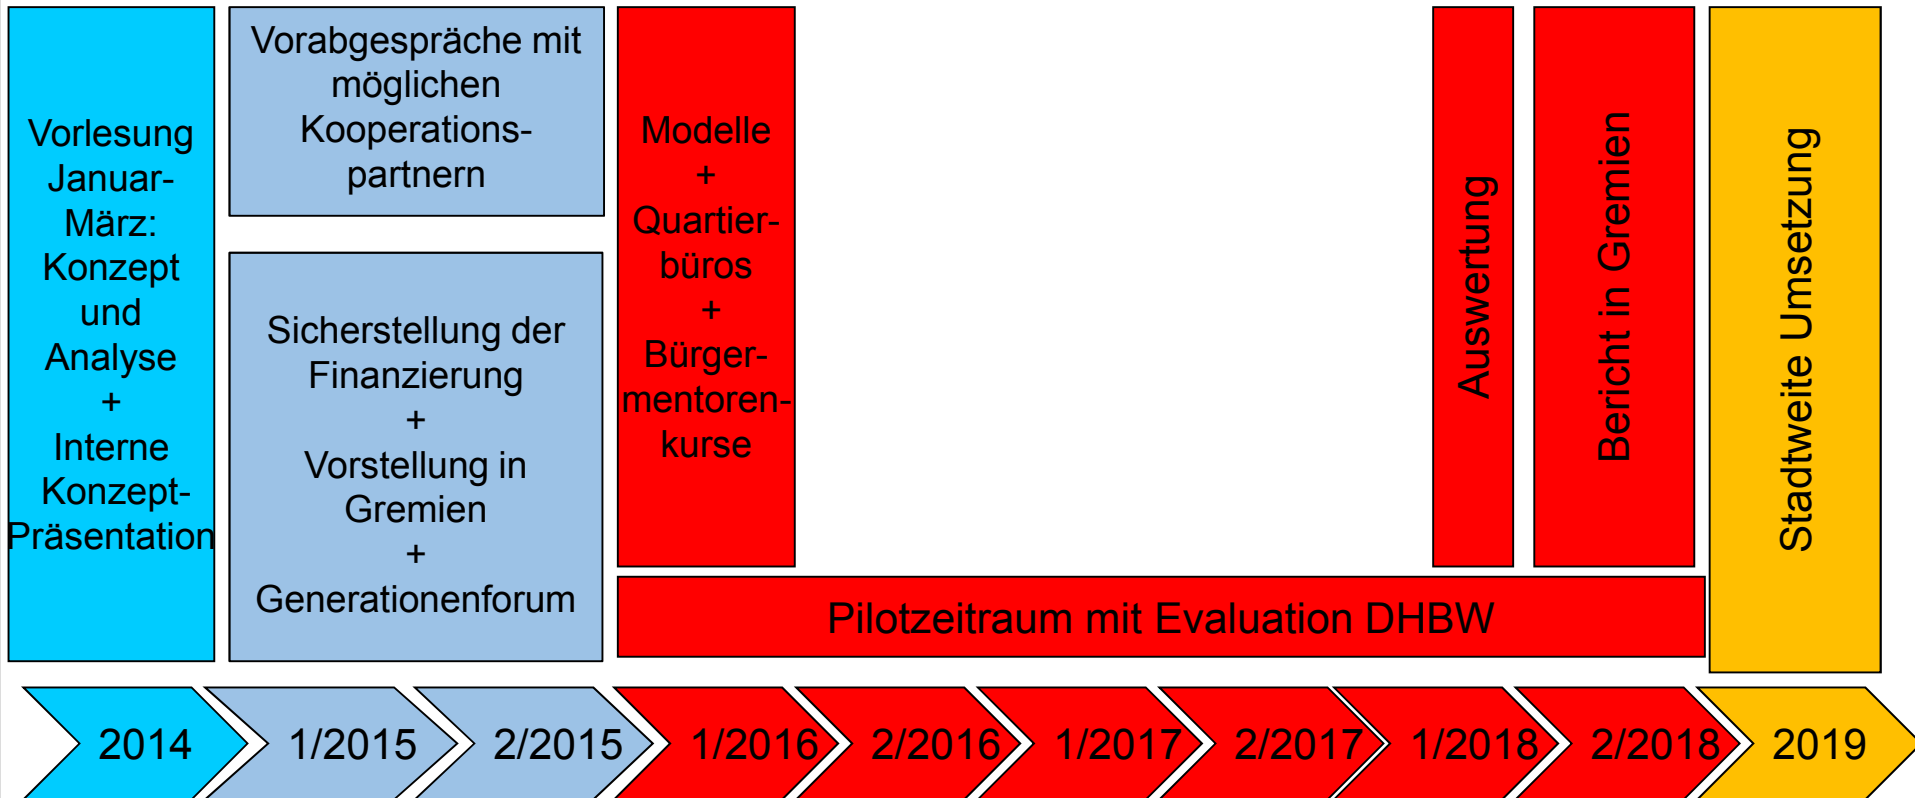 Vorlesung
Januar-
März:
Konzept
und
Analyse
+
Interne
Konzept-
Präsentation
Vorabgespräche mit
möglichen
Kooperations-
partnern
Sicherstellung der
Finanzierung
+
Vorstellung in
Gremien
+
Generationenforum
Modelle
+
Quartier-
büros
+
Bürger-
mentoren-
kurse
Auswertung
Bericht in Gremien
Stadtweite Umsetzung
Pilotzeitraum mit Evaluation DHBW
2014
1/2015
2/2015
1/2016
2/2016
1/2017
2/2017
1/2018
2/2018
2019